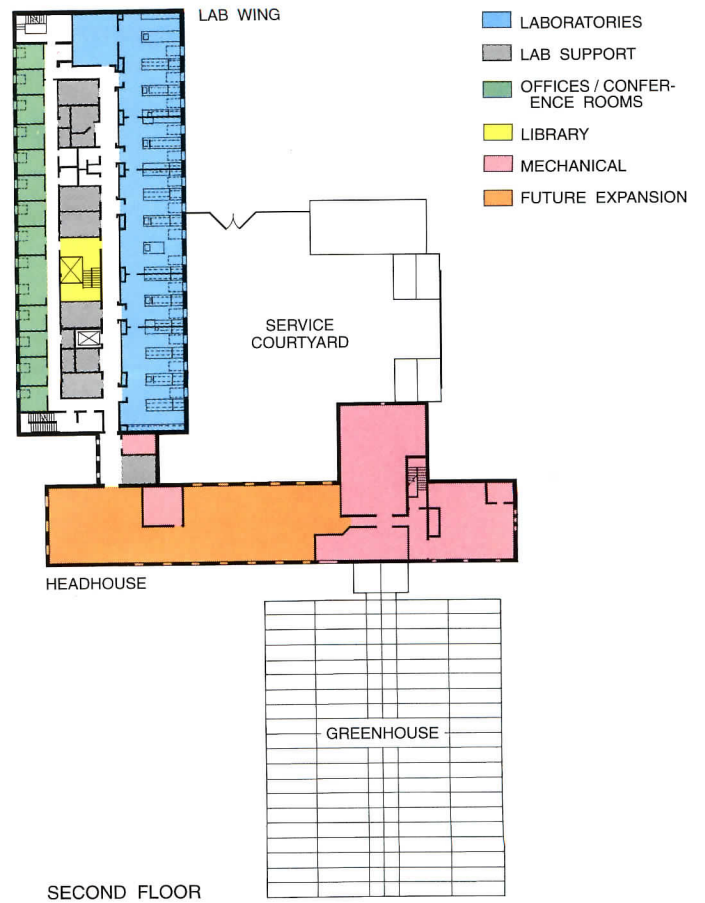 LAB WING
LABORATORIES
LAB SUPPORT
OFFICES / CONFER-
ENCE ROOMS
LIBRARY
MECHANICAL
FUTURE EXPANSION
SERVICE
COURTYARD
HEADHOUSE
GREENHOUSE
SECOND FLOOR